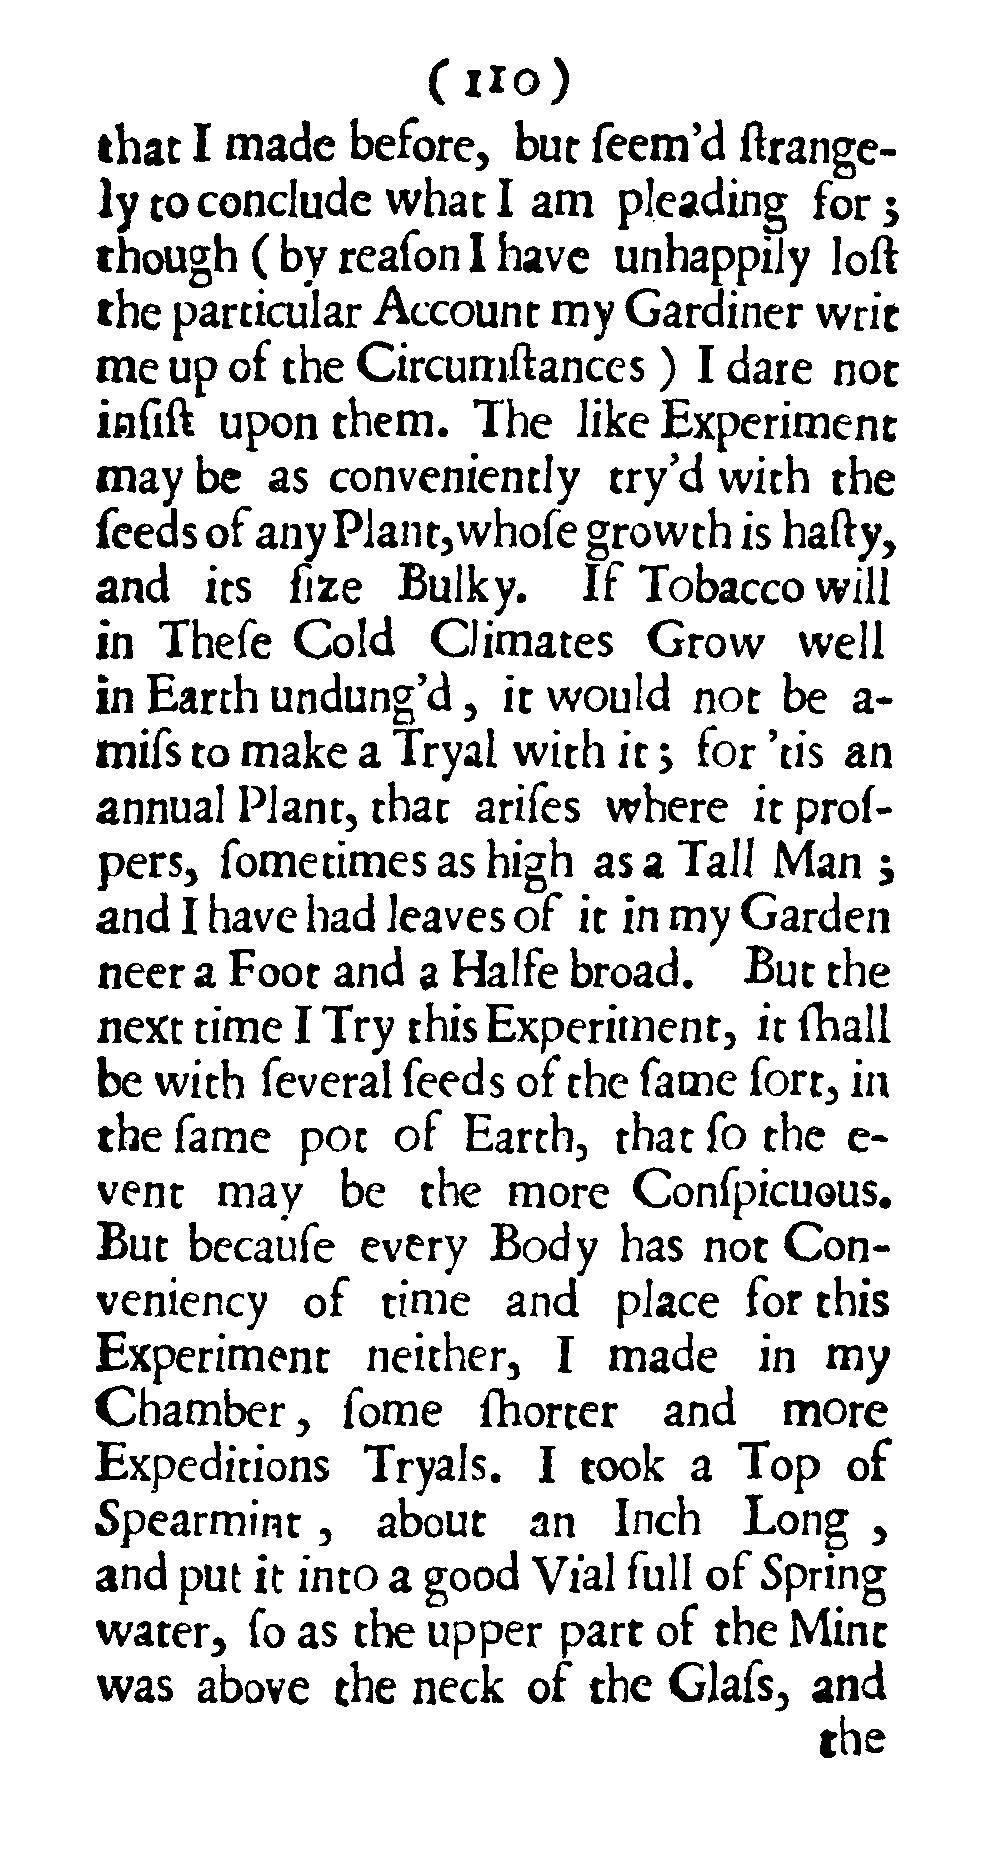 ( 110 )
that I made before, but ſeem’d ſtrange-
ly to conclude what I am pleading for ;
though ( by reaſon I have unhappily loſt
the particular Account my Gardiner writ
me up of the Circumſtances ) I dare not
inſiſt upon them. The like Experiment
may be as conveniently try’d with the
ſeeds of any Plant, whoſe growth is haſty,
and its ſize Bulky. If Tobacco will
in Theſe Cold Climates Grow well
in Earth undung’d , it would not be a-
miſs to make a Tryal with it ; for ’tis an
annual Plant, that ariſes where it proſ-
pers, ſometimes as high as a Tall Man ;
and I have had leaves of it in my Garden
neer a Foot and a Halfe broad. But the
next time I Try this Experiment, it ſhall
be with ſeveral ſeeds of the ſame ſort, in
the ſame pot of Earth, that ſo the e-
vent may be the more Conſpicuous.
But becauſe every Body has not Con-
veniency of time and place for this
Experiment neither, I made in my
Chamber , ſome ſhorter and more
Expeditions Tryals. I took a Top of
Spearmint , about an Inch Long ,
and put it into a good Vial full of Spring
water, ſo as the upper part of the Mint
was above the neck of the Glaſs, and
the